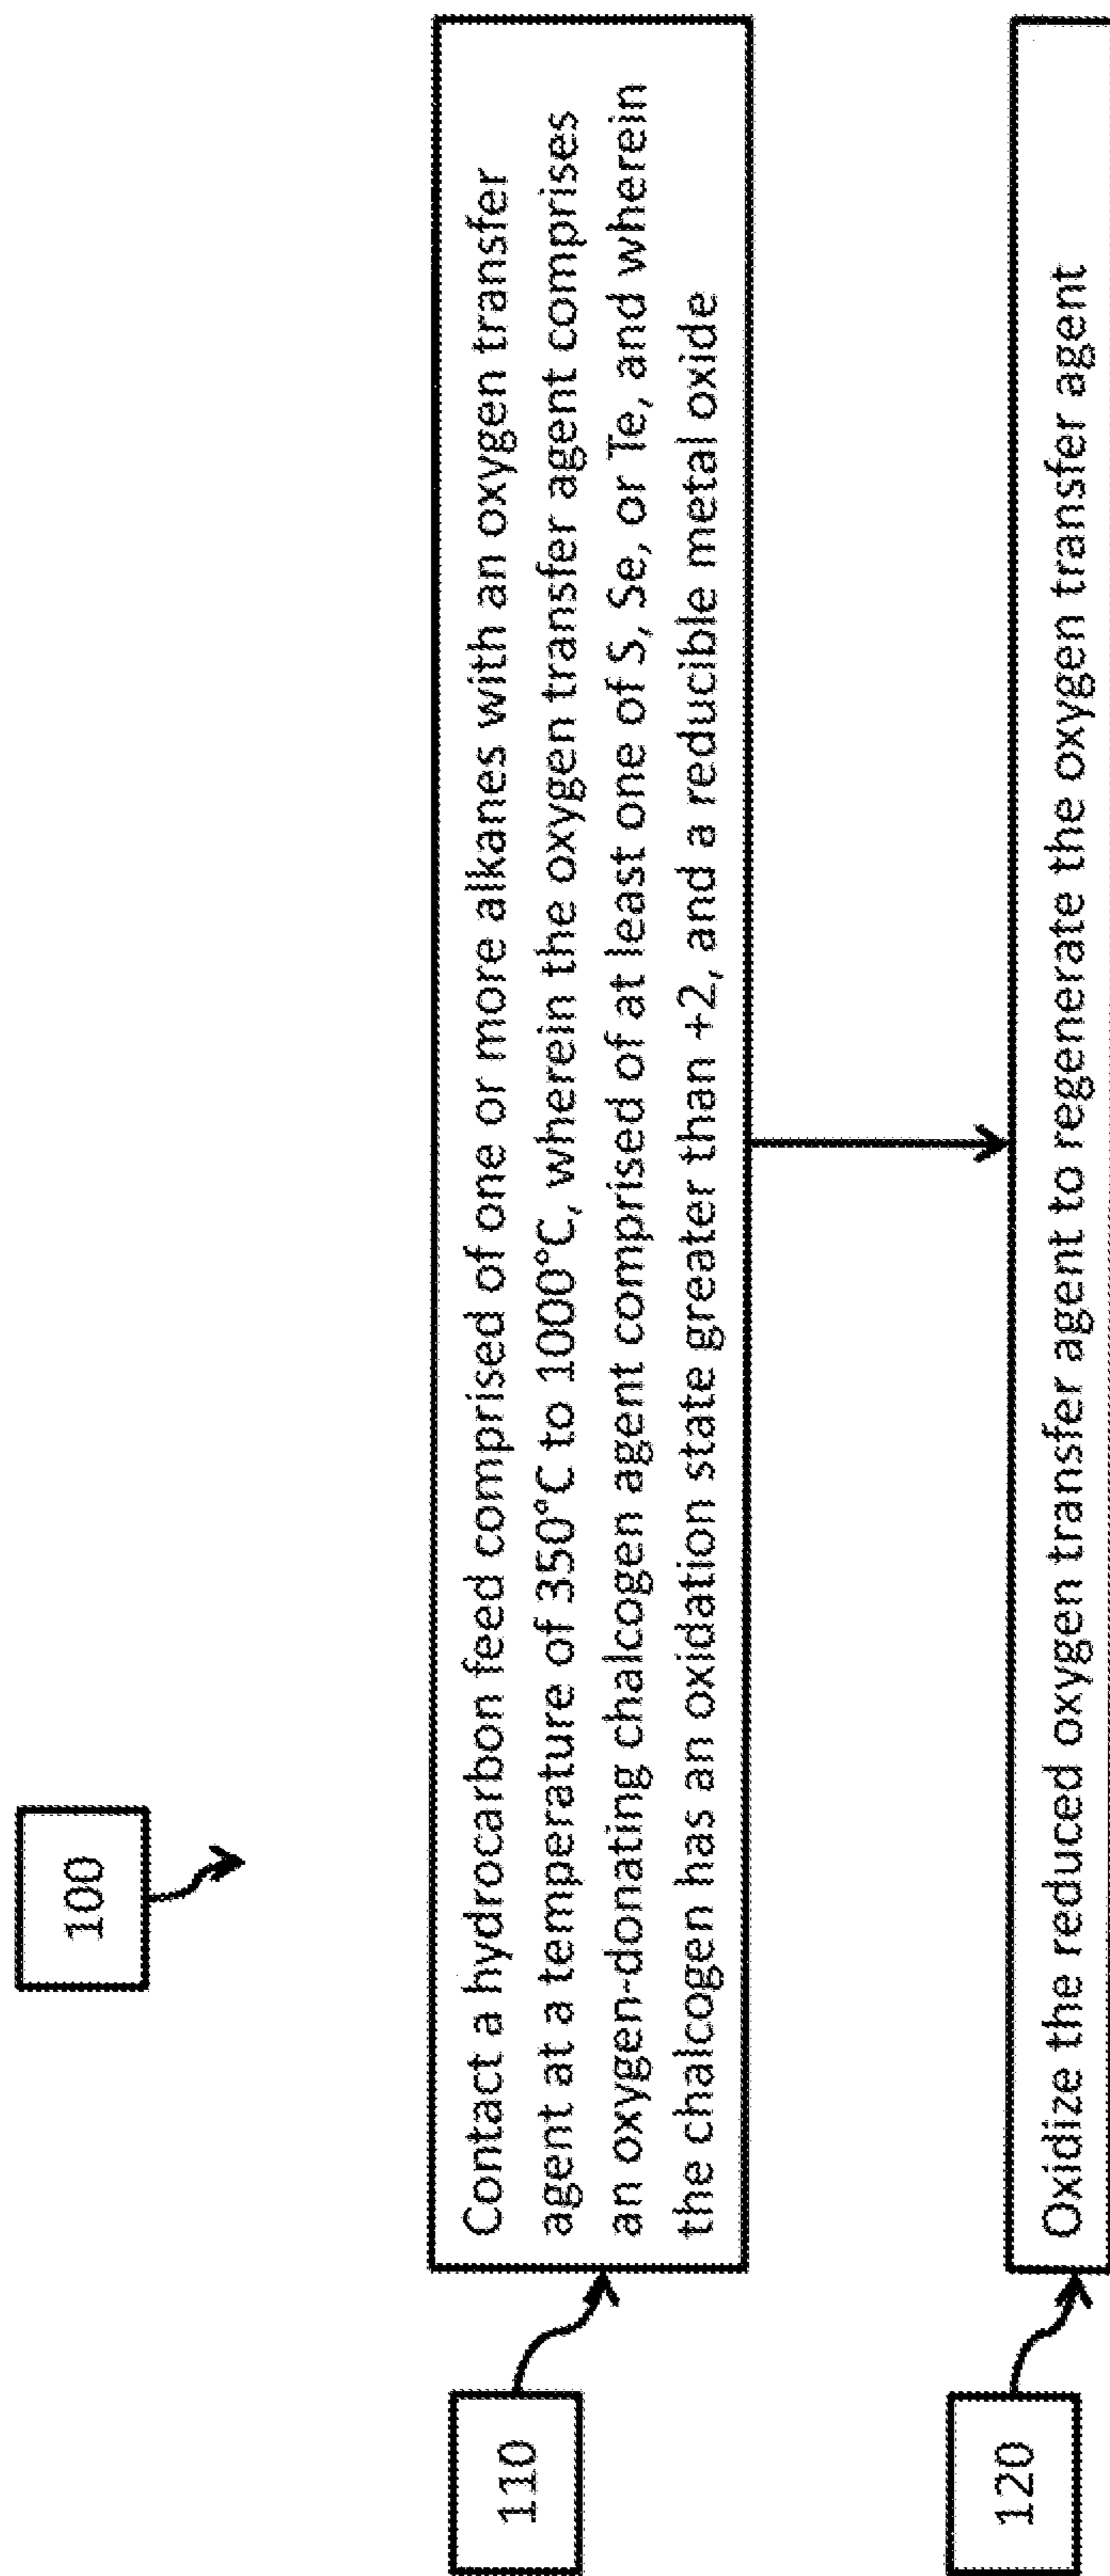 100
110
Contact a hydrocarbon feed comprised of one or more alkanes with an oxygen transfer
agent at a temperature of 350°C to 1000°C, wherein the oxygen transfer agent comprises
an oxygen-donating chalcogen agent comprised of at least one of S, Se, or Te, and wherein
the chalcogen has an oxidation state greater than +2, and a reducible metal oxide
120
Oxidize the reduced oxygen transfer agent to regenerate the oxygen transfer agent